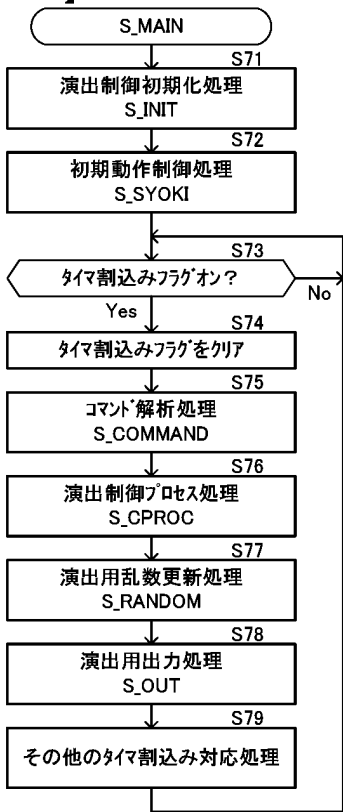 S_MAIN
S71
演出制御初期化処理
S_INIT
S72
初期動作制御処理
S_SYOKI
S73
タイマ割込みフラグオン？
No
Yes
S74
タイマ割込みフラグをクリア
S75
コマンド解析処理
S_COMMAND
S76
演出制御プロセス処理
S_CPROC
S77
演出用乱数更新処理
S_RANDOM
S78
演出用出力処理
S_OUT
S79
その他のタイマ割込み対応処理